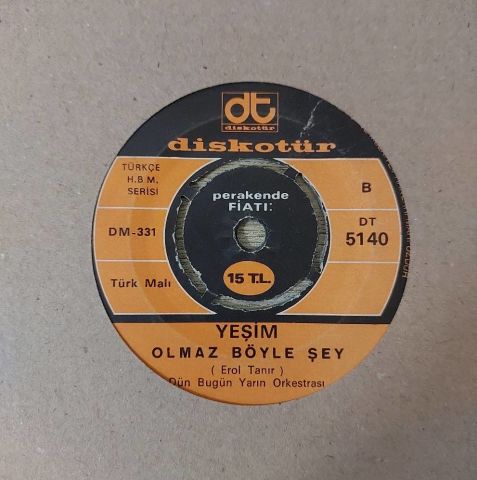 dt
diskotür
diskotür
TÜRKÇE
H.B M.
SERİSİ
perakende
FİATI:
B
DM-331
DT
5140
Türk Malı
15 T.L.
YEŞİM
OLMAZ BÖYLE ŞEY
( Erol Tanır )
Dün Bugün Yarın Orkestrası